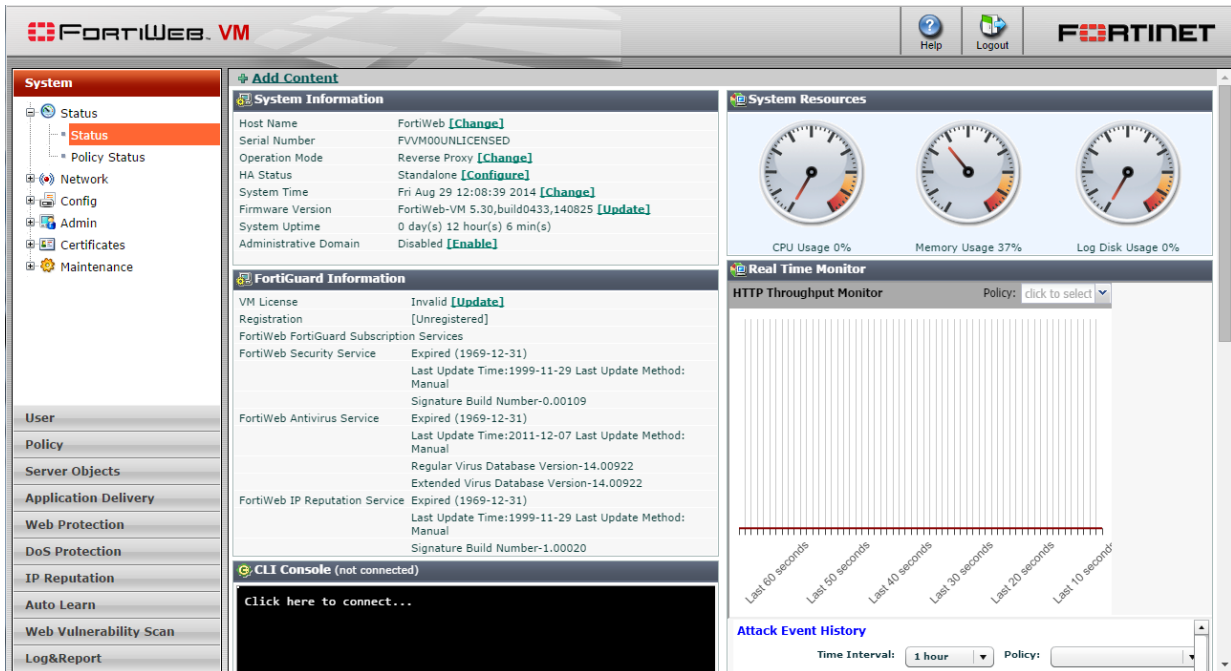 FORTIWEB VM
Help
Logout
FORTINET
System
Status
Status
Policy Status
Network
Config
Admin
Certificates
Maintenance
User
Policy
Server Objects
Application Delivery
Web Protection
DoS Protection
IP Reputation
Auto Learn
Web Vulnerability Scan
Log&Report
Add Content
System Information
Host Name FortiWeb [Change]
Serial Number FVVM00UNLICENSED
Operation Mode Reverse Proxy [Change]
HA Status Standalone [Configure]
System Time Fri Aug 29 12:08:39 2014 [Change]
Firmware Version FortiWeb-VM 5.30,build0433,140825 [Update]
System Uptime 0 day(s) 12 hour(s) 6 min(s)
Administrative Domain Disabled [Enable]
FortiGuard Information
VM License Invalid [Update]
Registration [Unregistered]
FortiWeb FortiGuard Subscription Services
FortiWeb Security Service Expired (1969-12-31)
Last Update Time:1999-11-29 Last Update Method:
Manual
Signature Build Number-0.00109
FortiWeb Antivirus Service Expired (1969-12-31)
Last Update Time:2011-12-07 Last Update Method:
Manual
Regular Virus Database Version-14.00922
Extended Virus Database Version-14.00922
FortiWeb IP Reputation Service Expired (1969-12-31)
Last Update Time:1999-11-29 Last Update Method:
Manual
Signature Build Number-1.00020
CLI Console (not connected)
Click here to connect...
System Resources
CPU Usage 0%
Memory Usage 37%
Log Disk Usage 0%
Real Time Monitor
HTTP Throughput Monitor Policy: click to select
Last 60 seconds
Last 50 seconds
Last 40 seconds
Last 30 seconds
Last 20 seconds
Last 10 seconds
Attack Event History
Time Interval: 1 hour Policy: